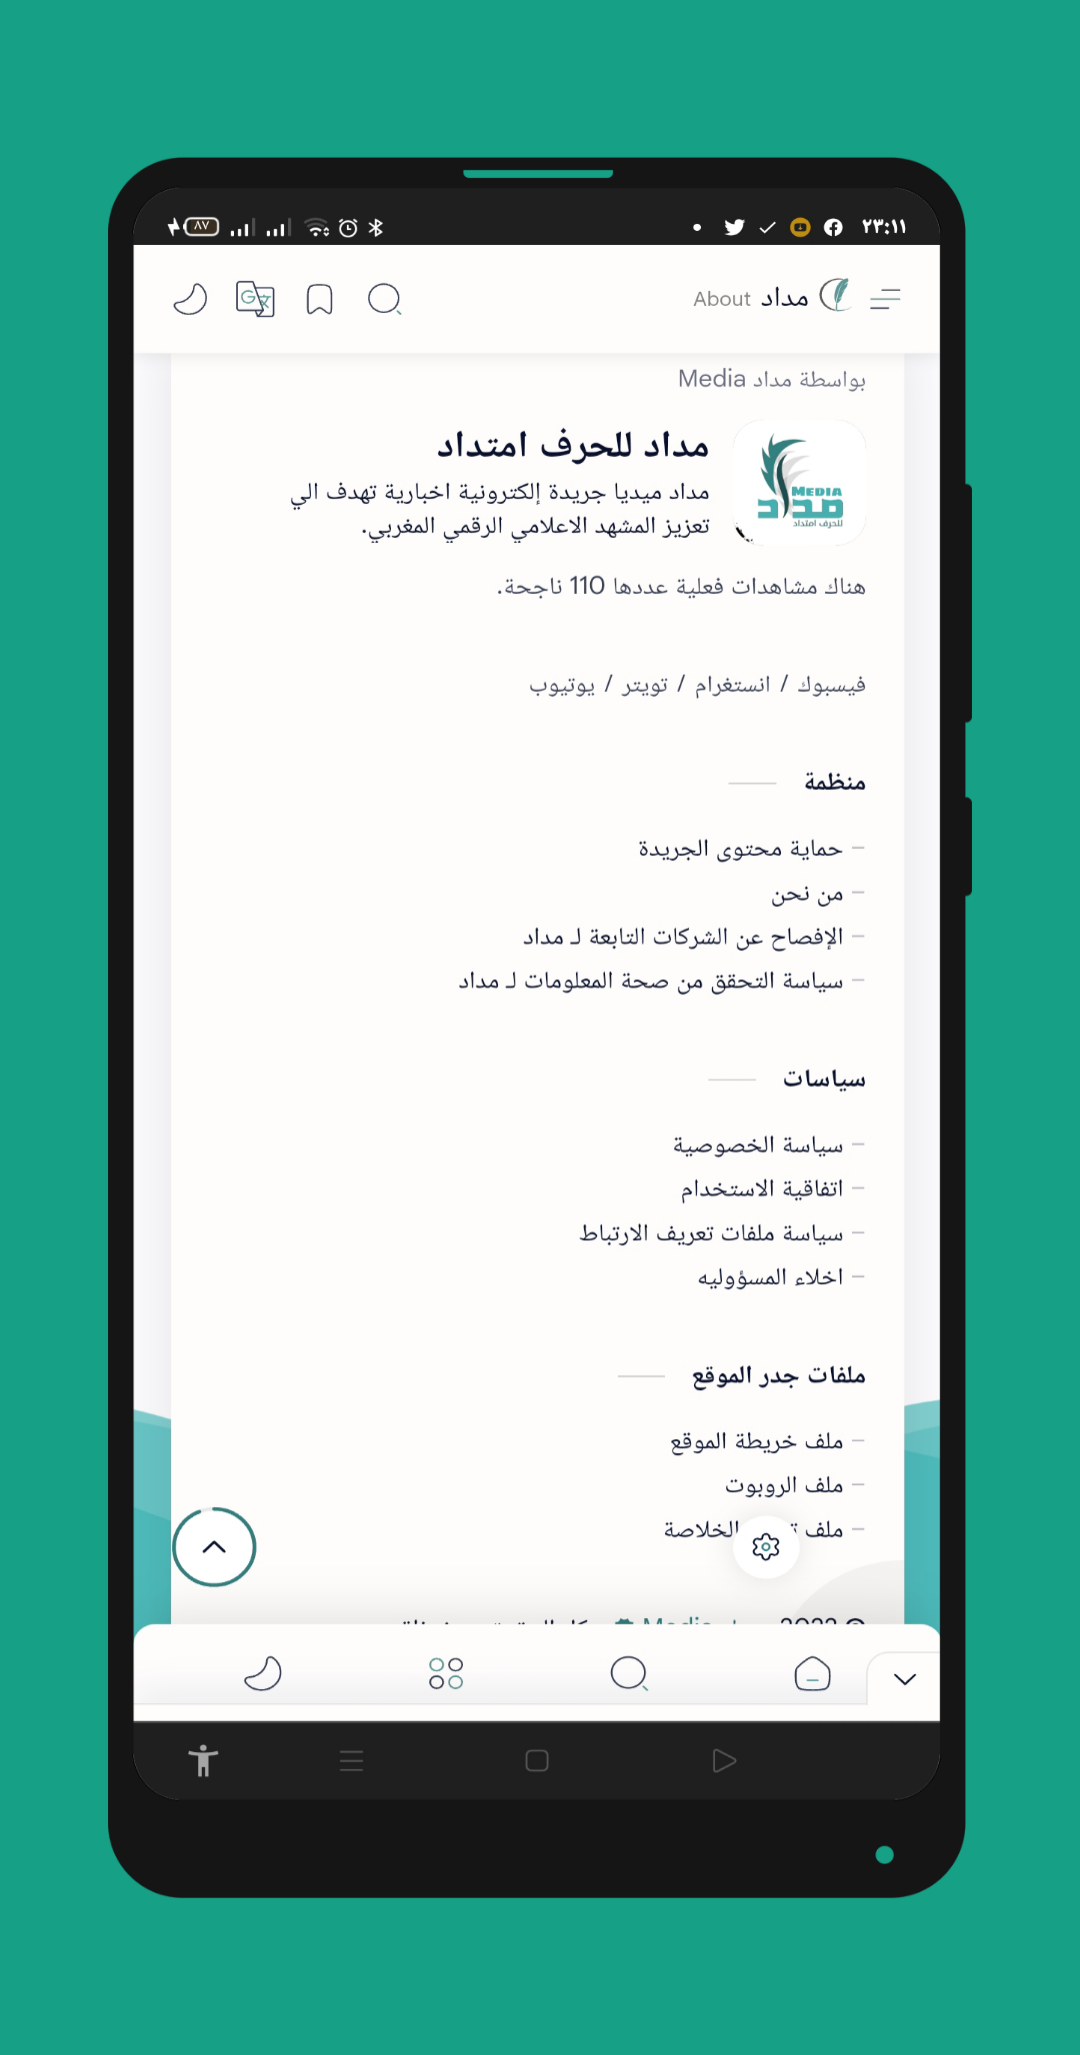 ٢٣:١١
٨٧
مداد About
بواسطة مداد Media
مداد للحرف امتداد
مداد ميديا جريدة إلكترونية اخبارية تهدف الي
تعزيز المشهد الاعلامي الرقمي المغربي.
MEDIA
مداد
للحرف امتداد
هناك مشاهدات فعلية عددها 110 ناجحة.
فيسبوك / انستغرام / تويتر / يوتيوب
منظمة
– حماية محتوى الجريدة
– من نحن
– الإفصاح عن الشركات التابعة لـ مداد
– سياسة التحقق من صحة المعلومات لـ مداد
سياسات
– سياسة الخصوصية
– اتفاقية الاستخدام
– سياسة ملفات تعريف الارتباط
– اخلاء المسؤوليه
ملفات جدر الموقع
– ملف خريطة الموقع
– ملف الروبوت
– ملف الخلاصة